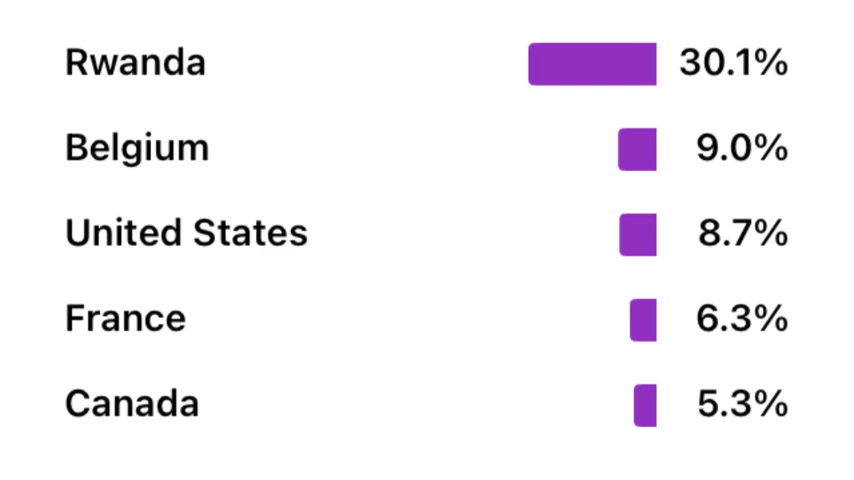 Rwanda 30.1%
Belgium 9.0%
United States 8.7%
France 6.3%
Canada 5.3%